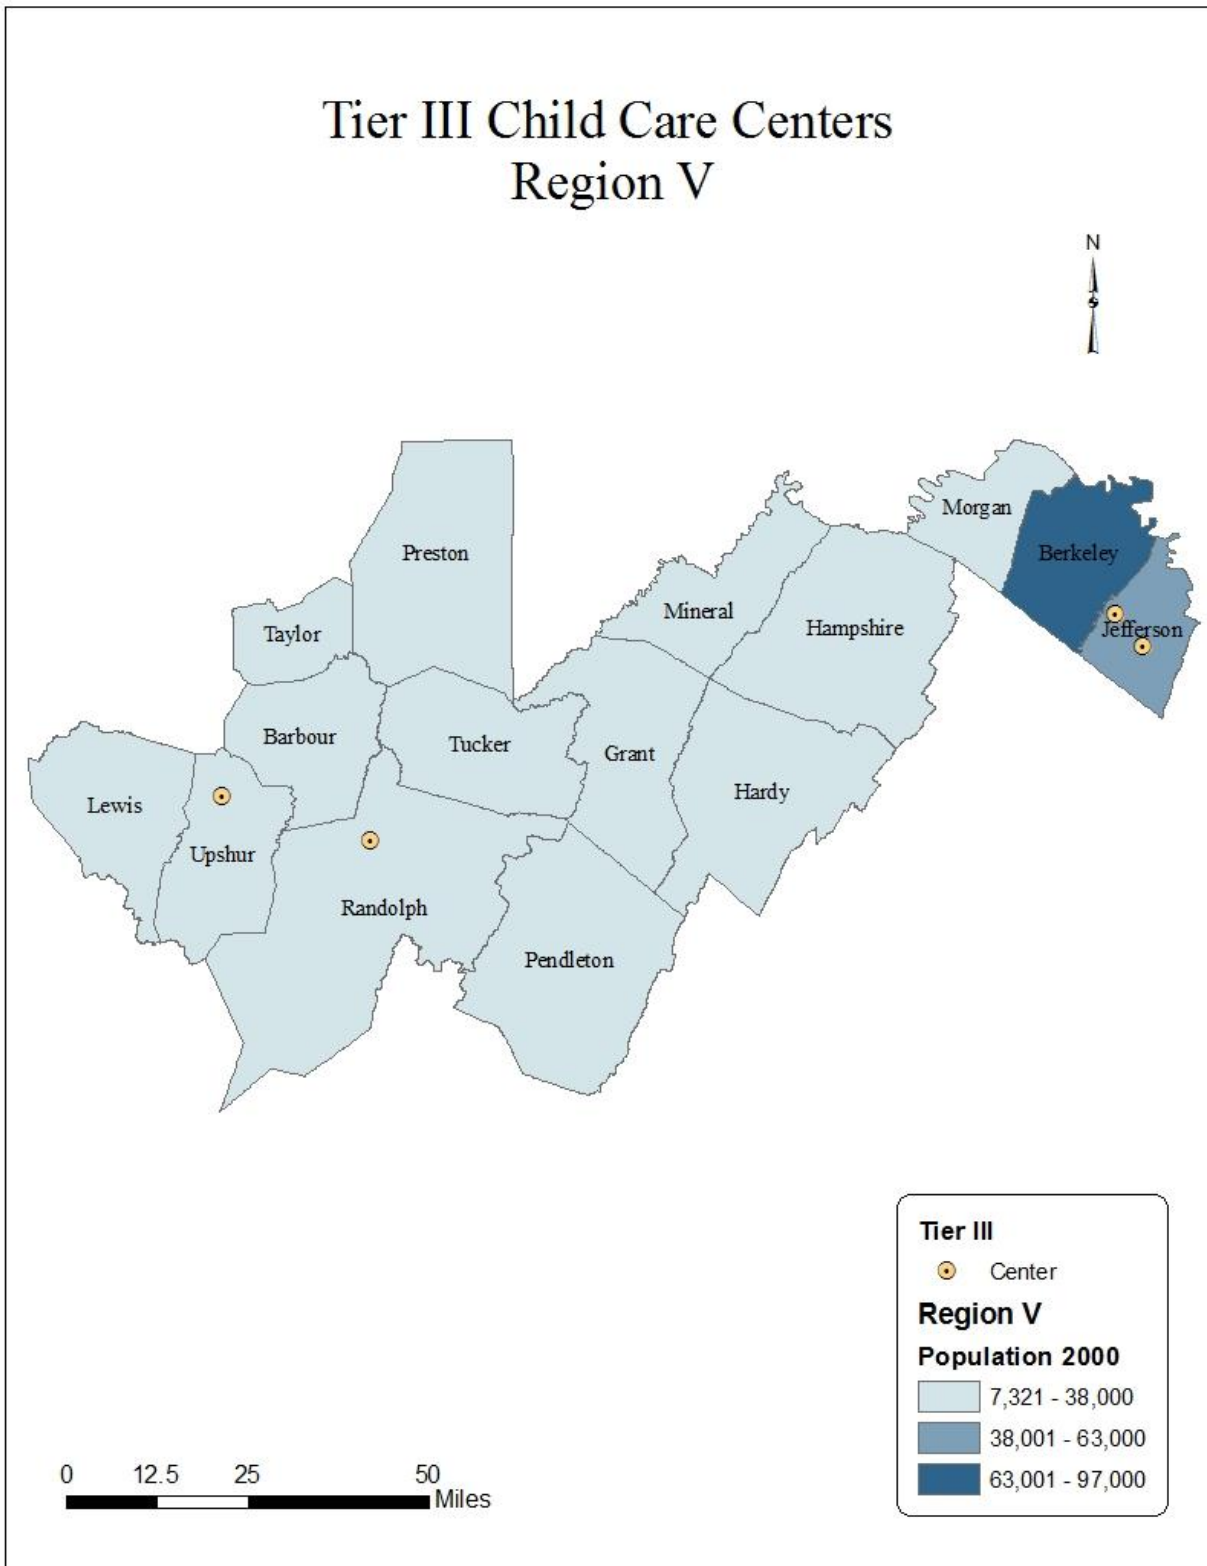 Tier III Child Care Centers
Region V
N
Morgan
Preston
Berkeley
Mineral
Taylor
Hampshire
Jefferson
Barbour
Tucker
Grant
Hardy
Lewis
Upshur
Randolph
Pendleton
Tier III
Center
Region V
Population 2000
7,321 - 38,000
38,001 - 63,000
63,001 - 97,000
0 12.5 25 50
Miles